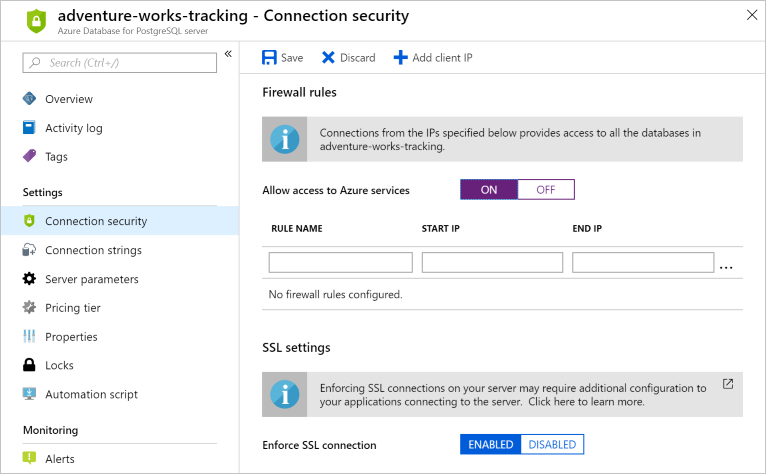 adventure-works-tracking - Connection security
Azure Database for PostgreSQL server
Search (Ctrl+/)
«
Overview
Activity log
Tags
Settings
Connection security
Connection strings
Server parameters
Pricing tier
Properties
Locks
Automation script
Monitoring
Alerts
Save Discard Add client IP
Firewall rules
Connections from the IPs specified below provides access to all the databases in
adventure-works-tracking.
Allow access to Azure services ON OFF
RULE NAME START IP END IP
...
No firewall rules configured.
SSL settings
Enforcing SSL connections on your server may require additional configuration to
your applications connecting to the server. Click here to learn more.
Enforce SSL connection ENABLED DISABLED